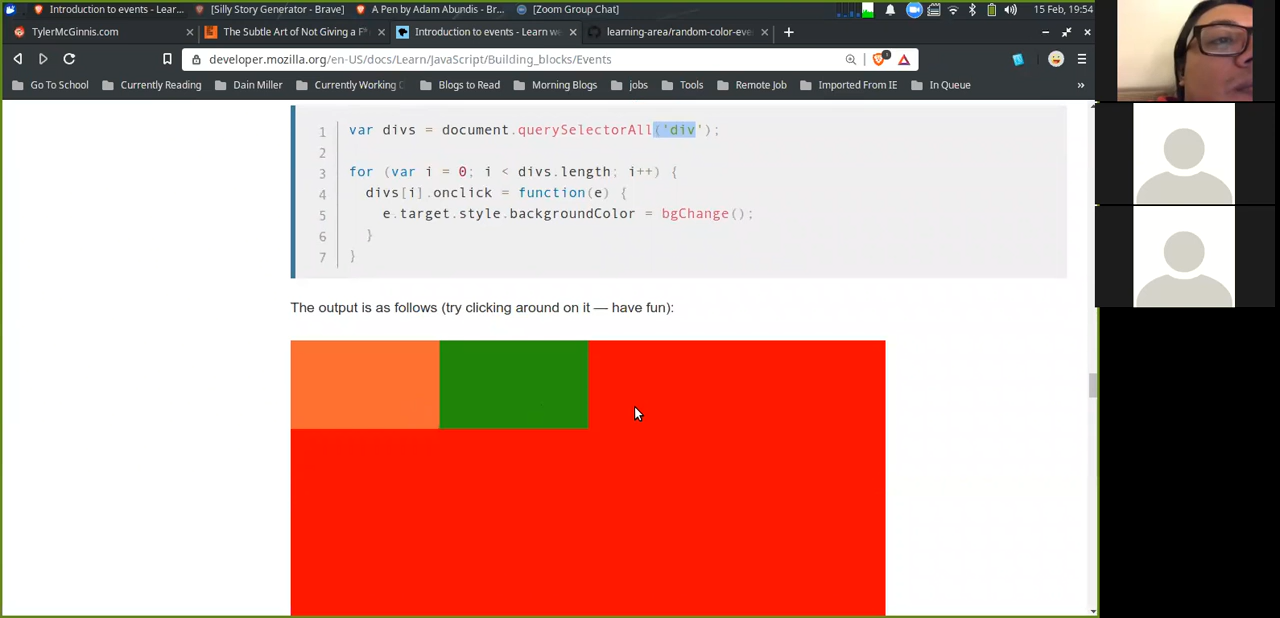 Introduction to events - Lear...
[Silly Story Generator - Brave]
A Pen by Adam Abundis - Br...
[Zoom Group Chat]
15 Feb, 19:54
TylerMcGinnis.com
The Subtle Art of Not Giving a F*
Introduction to events - Learn we
learning-area/random-color-eve
developer.mozilla.org/en-US/docs/Learn/JavaScript/Building_blocks/Events
1
Go To School
Currently Reading
Dain Miller
Currently Working
Blogs to Read
Morning Blogs
jobs
Tools
Remote Job
Imported From IE
In Queue
»
1 var divs = document.querySelectorAll('div');
2
3 for (var i = 0; i < divs.length; i++) {
4 divs[i].onclick = function(e) {
5 e.target.style.backgroundColor = bgChange();
6 }
7 }
The output is as follows (try clicking around on it — have fun):